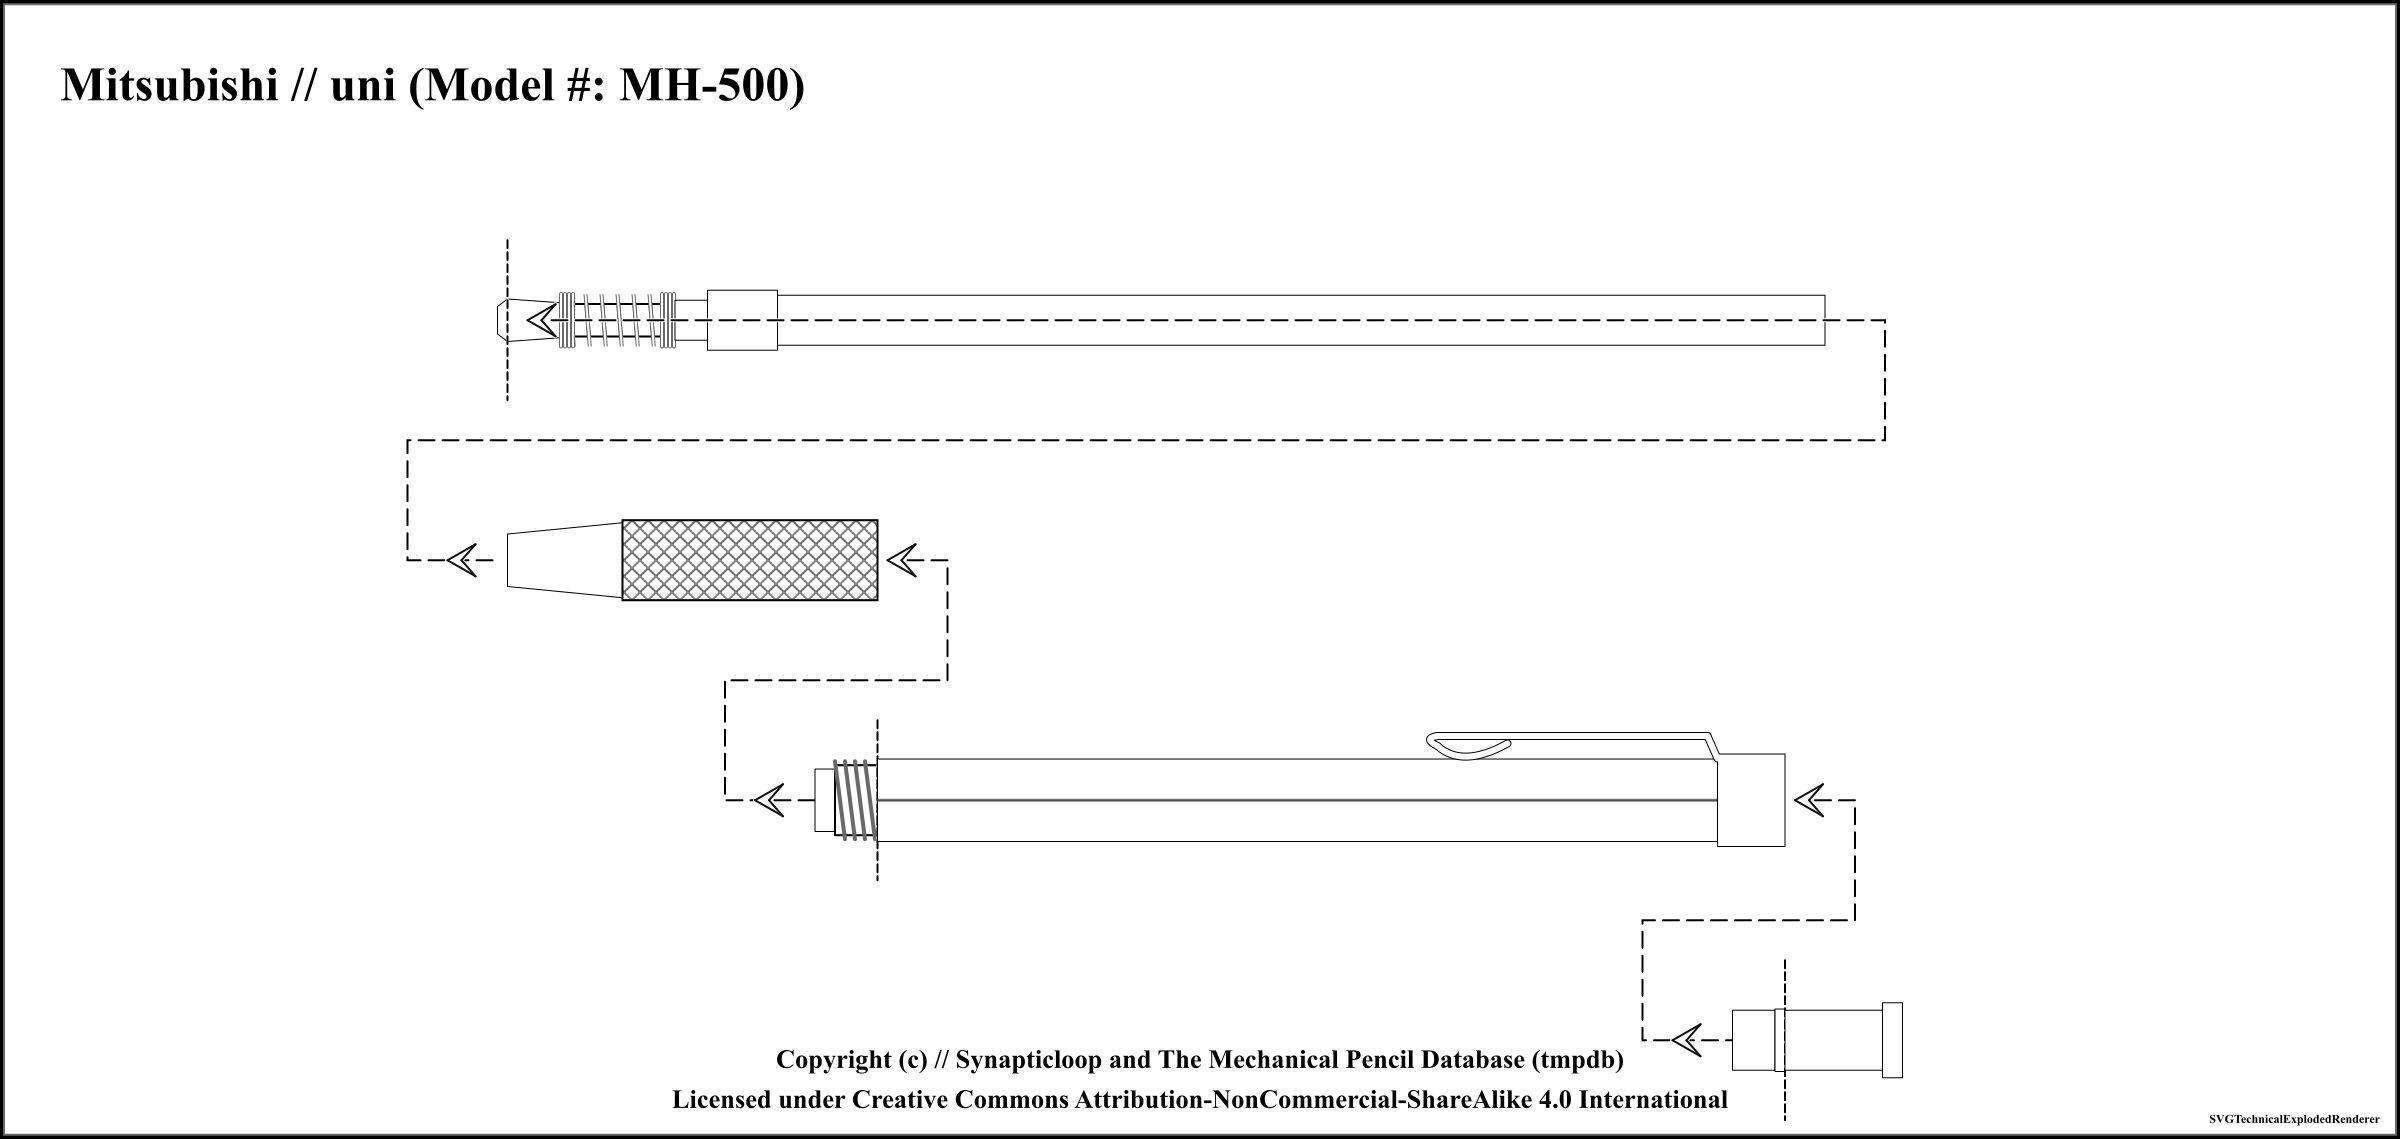 Mitsubishi // uni (Model #: MH-500)
Copyright (c) // Synapticloop and The Mechanical Pencil Database (tmpdb)
Licensed under Creative Commons Attribution-NonCommercial-ShareAlike 4.0 International
SVGTechnicalExplodedRenderer